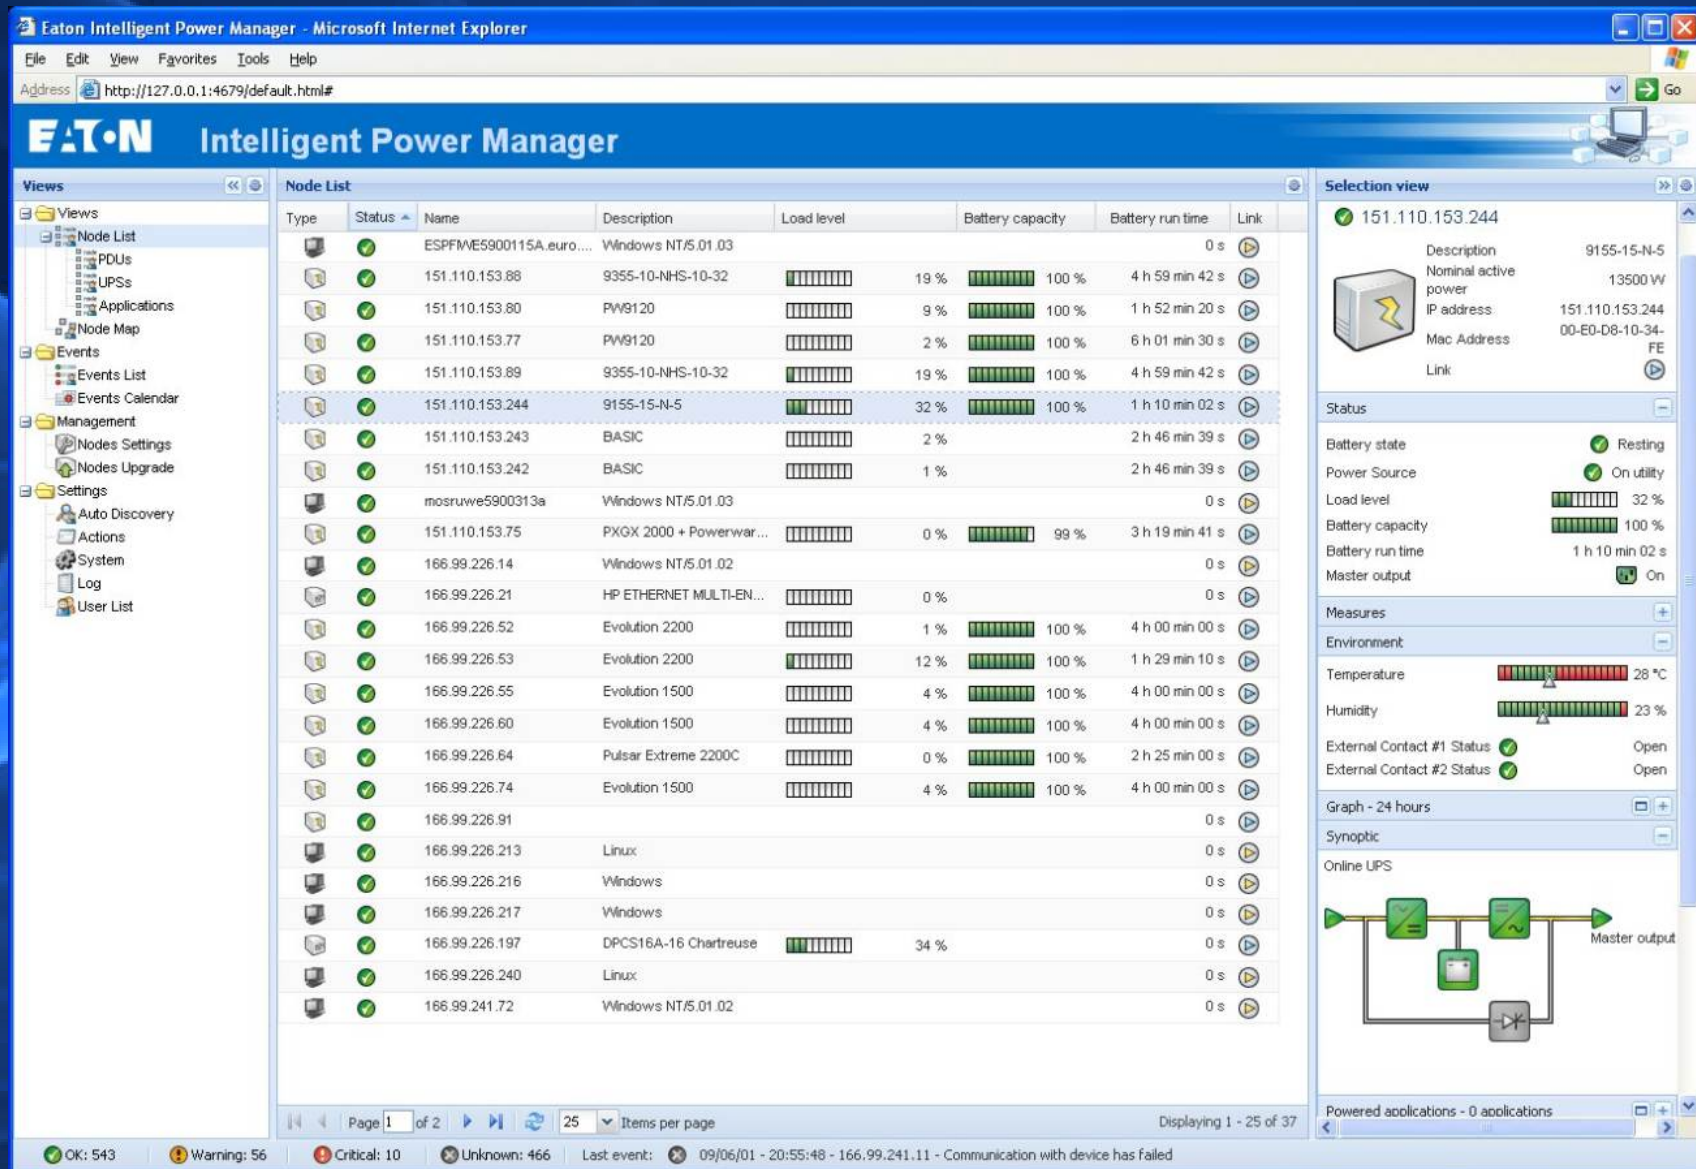 Eaton Intelligent Power Manager - Microsoft Internet Explorer
File Edit View Favorites Tools Help
Address http://127.0.0.1:4679/default.html# Go
EATON Intelligent Power Manager
Views
Views
Node List
PDUs
UPSs
Applications
Node Map
Events
Events List
Events Calendar
Management
Nodes Settings
Nodes Upgrade
Settings
Auto Discovery
Actions
System
Log
User List
Node List
Type Status Name Description Load level Battery capacity Battery run time Link
ESPFWE5900115A.euro.... Windows NT/5.01.03 0 s
151.110.153.88 9355-10-NHS-10-32 19 % 100 % 4 h 59 min 42 s
151.110.153.80 PW9120 9 % 100 % 1 h 52 min 20 s
151.110.153.77 PW9120 2 % 100 % 6 h 01 min 30 s
151.110.153.89 9355-10-NHS-10-32 19 % 100 % 4 h 59 min 42 s
151.110.153.244 9155-15-N-5 32 % 100 % 1 h 10 min 02 s
151.110.153.243 BASIC 2 % 2 h 46 min 39 s
151.110.153.242 BASIC 1 % 2 h 46 min 39 s
mosruwe5900313a Windows NT/5.01.03 0 s
151.110.153.75 PXGX 2000 + Powerwar... 0 % 99 % 3 h 19 min 41 s
166.99.226.14 Windows NT/5.01.02 0 s
166.99.226.21 HP ETHERNET MULTI-EN... 0 % 0 s
166.99.226.52 Evolution 2200 1 % 100 % 4 h 00 min 00 s
166.99.226.53 Evolution 2200 12 % 100 % 1 h 29 min 10 s
166.99.226.55 Evolution 1500 4 % 100 % 4 h 00 min 00 s
166.99.226.60 Evolution 1500 4 % 100 % 4 h 00 min 00 s
166.99.226.64 Pulsar Extreme 2200C 0 % 100 % 2 h 25 min 00 s
166.99.226.74 Evolution 1500 4 % 100 % 4 h 00 min 00 s
166.99.226.91 0 s
166.99.226.213 Linux 0 s
166.99.226.216 Windows 0 s
166.99.226.217 Windows 0 s
166.99.226.197 DPCS16A-16 Chartreuse 34 % 0 s
166.99.226.240 Linux 0 s
166.99.241.72 Windows NT/5.01.02 0 s
Page 1 of 2 25 Items per page Displaying 1 - 25 of 37
Selection view
151.110.153.244
Description 9155-15-N-5
Nominal active power 13500 W
IP address 151.110.153.244
Mac Address 00-E0-D8-10-34-FE
Link
Status
Battery state Resting
Power Source On utility
Load level 32 %
Battery capacity 100 %
Battery run time 1 h 10 min 02 s
Master output On
Measures
Environment
Temperature 28 °C
Humidity 23 %
External Contact #1 Status Open
External Contact #2 Status Open
Graph - 24 hours
Synoptic
Online UPS
Master output
Powered applications - 0 applications
OK: 543 Warning: 56 Critical: 10 Unknown: 466 Last event: 09/06/01 - 20:55:48 - 166.99.241.11 - Communication with device has failed